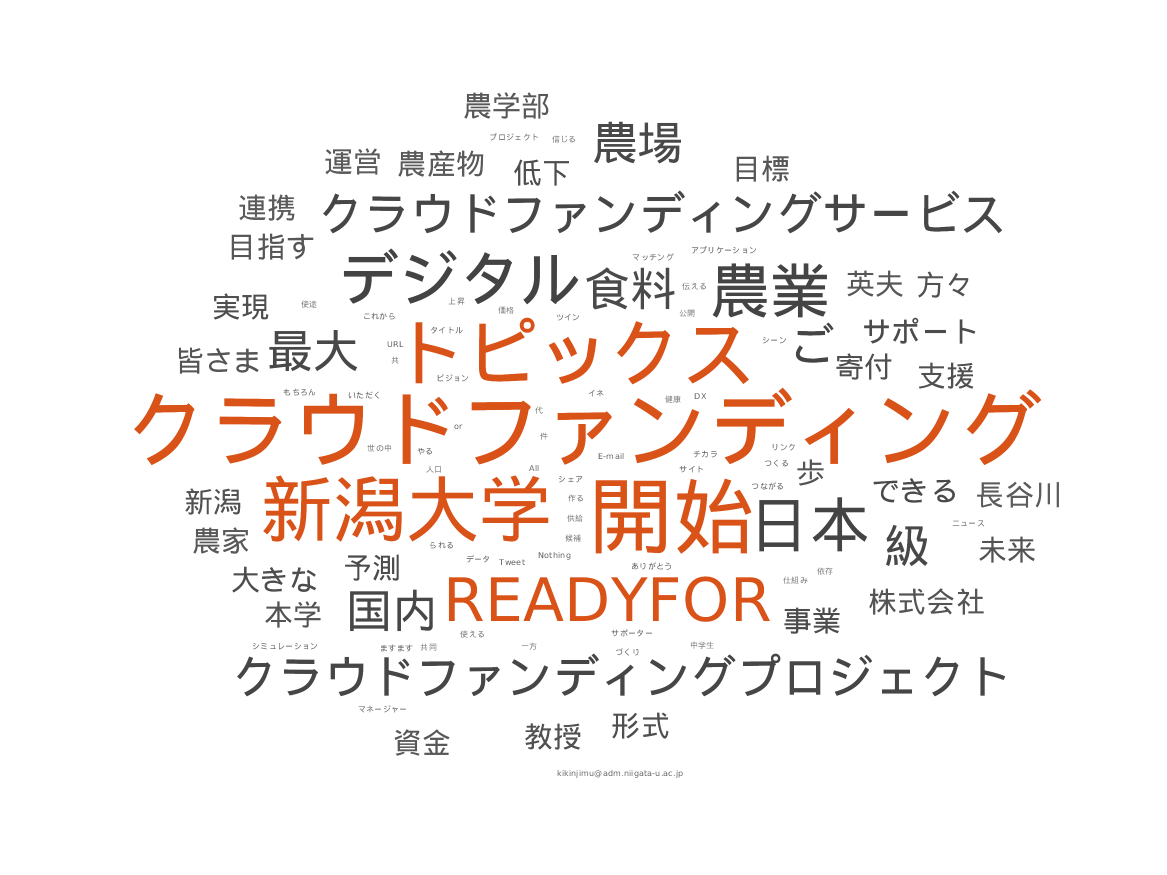 農学部
プロジェクト 信じる 農場
運営 農産物 低下 目標
連携 クラウドファンディングサービス
目指す
マッチング アプリケーション
デジタル 食料 伝える 農業 英夫 方々
実現 使途 上昇 価格 公開
これから ツイン
タイトル トピックス シーン ご サポート
皆さま 最大 URL 共 寄付 支援
ビジョン
もちろん いただく イネ 健康 DX
クラウドファンディング
代 or 件
世の中 やる E-mail チカラ リンク
人口 All サイト つくる 歩
新潟 新潟大学 シェア 作る 開始 つながる できる 長谷川
農家 供給 日本 級 ニュース 未来
られる 候補
予測 データ Tweet Nothing ありがとう
大きな 仕組み 依存
本学 国内 READYFOR 事業 株式会社
使える サポーター
シミュレーション ますます 共同 一方 づくり 中学生
クラウドファンディングプロジェクト
マネージャー
資金 教授 形式
kikinjimu@adm.niigata-u.ac.jp